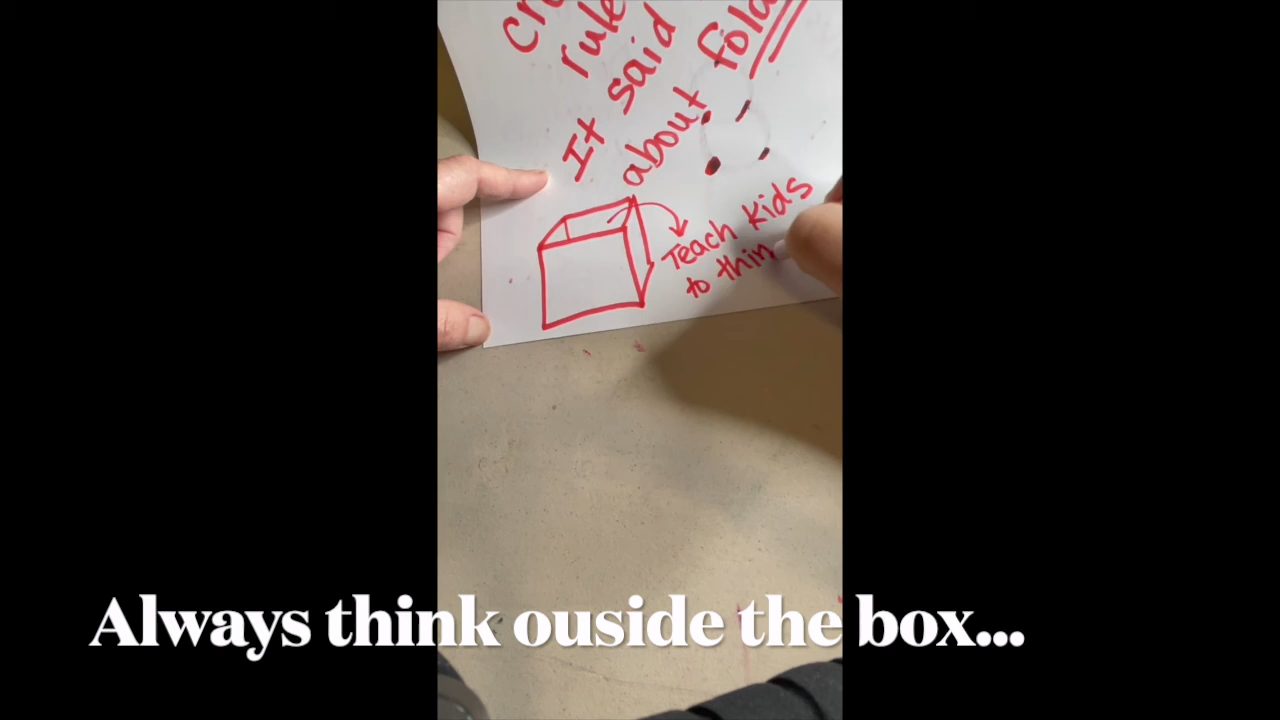 rule
It said
about
Teach Kids
to thin
Always think ouside the box...